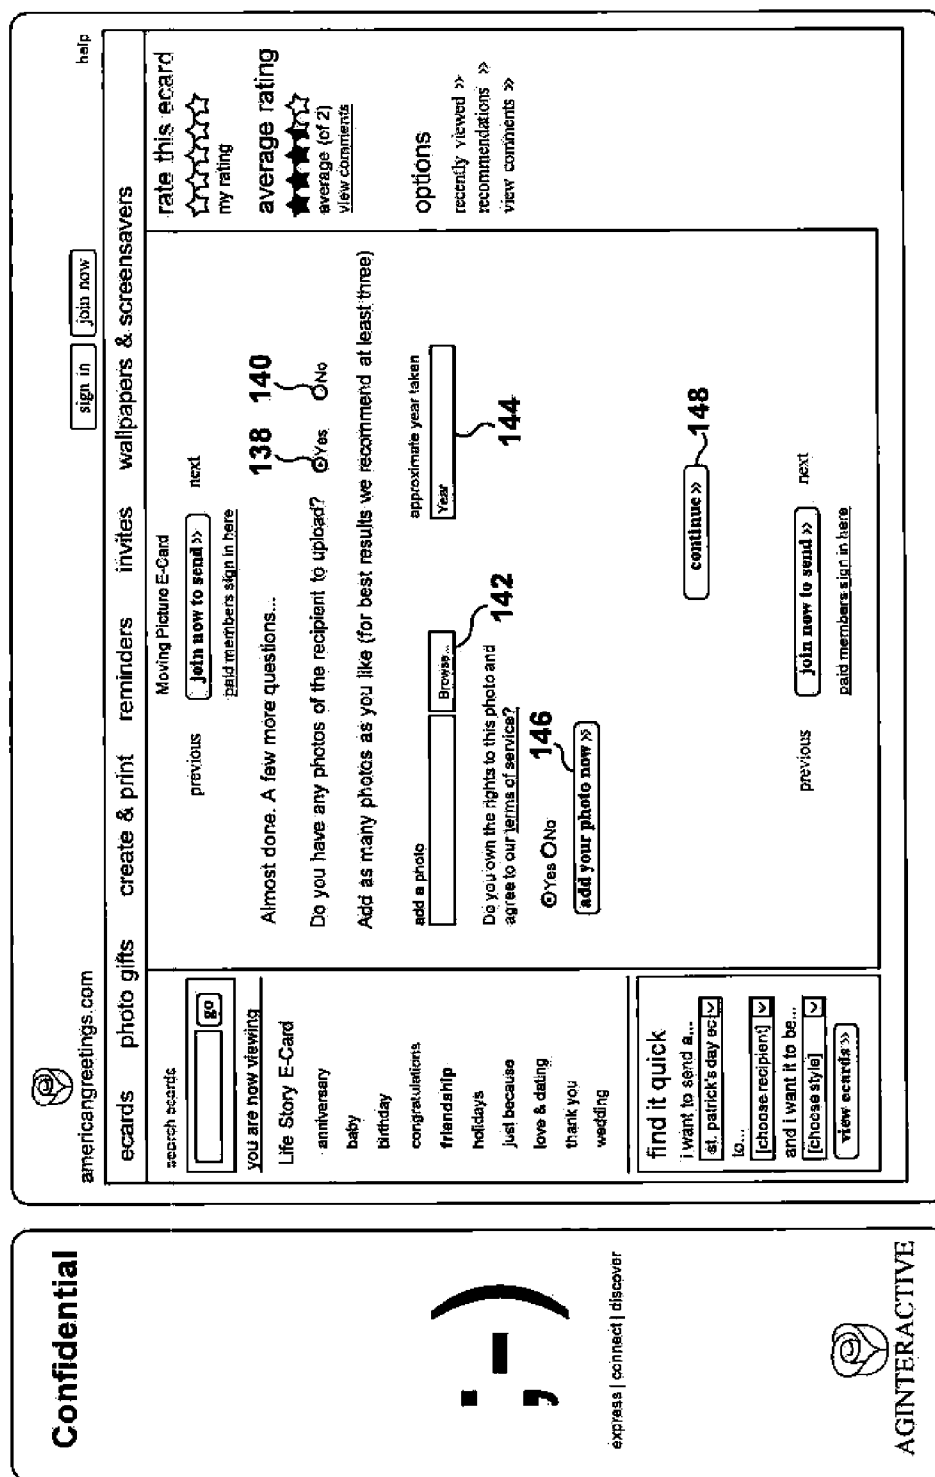 Confidential
;-)
express | connect | discover
AGINTERACTIVE
americangreetings.com
sign in
join now
help
ecards photo gifts create & print reminders invites wallpapers & screensavers
search ecards
go
you are now viewing
Life Story E-Card
anniversary
baby
birthday
congratulations
friendship
holidays
just because
love & dating
thank you
wedding
find it quick
i want to send a...
st. patrick's day ec
to...
[choose recipient]
and i want it to be...
[choose style]
view cards »
Moving Picture E-Card
previous join now to send » next
paid members sign in here
Almost done. A few more questions...
138 140
Do you have any photos of the recipient to upload? Yes No
Add as many photos as you like (for best results we recommend at least three)
add a photo approximate year taken
Browse... Year
142 144
Do you own the rights to this photo and
agree to our terms of service?
Yes No 146
add your photo now »
continue »
148
previous join now to send » next
paid members sign in here
rate this ecard
my rating
average rating
average (of 2)
view comments
options
recently viewed »
recommendations »
view comments »